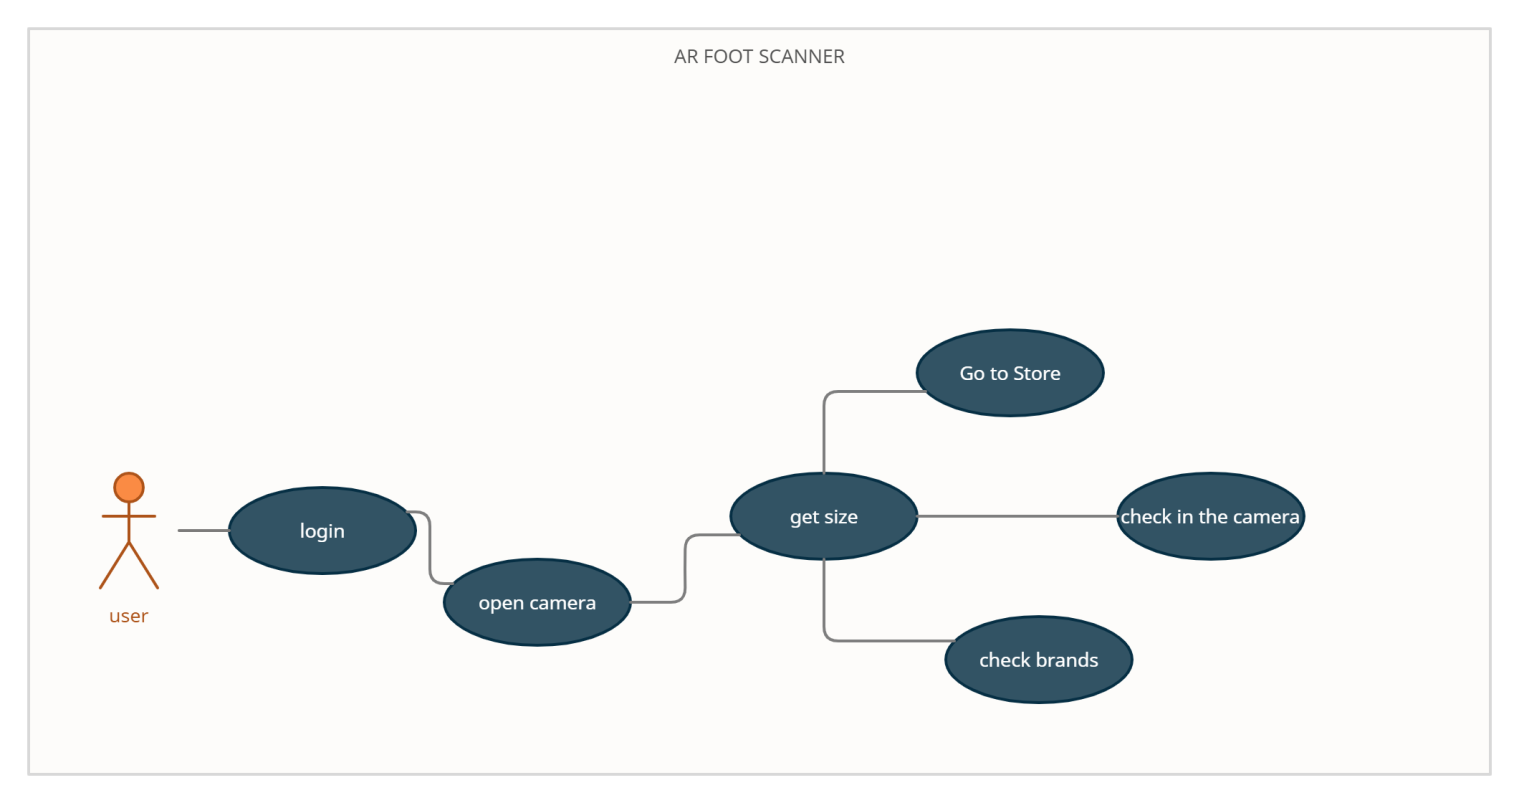 AR FOOT SCANNER
Go to Store
get size
check in the camera
login
open camera
user
check brands